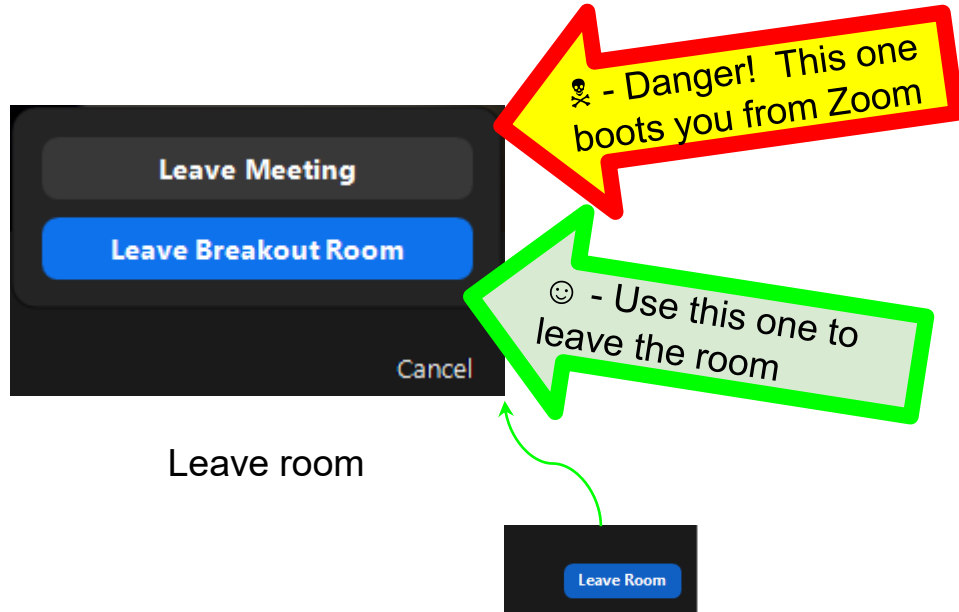 ☠ - Danger!  This one
boots you from Zoom
Leave Meeting
Leave Breakout Room
☺ - Use this one to
leave the room
Cancel
Leave room
Leave Room